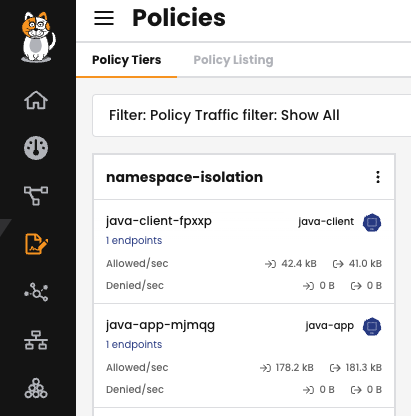 Policies
Policy Tiers Policy Listing
Filter: Policy Traffic filter: Show All
namespace-isolation
java-client-fpxxp java-client
1 endpoints
Allowed/sec 42.4 kB 41.0 kB
Denied/sec 0 B 0 B
java-app-mjmqg java-app
1 endpoints
Allowed/sec 178.2 kB 181.3 kB
Denied/sec 0 B 0 B